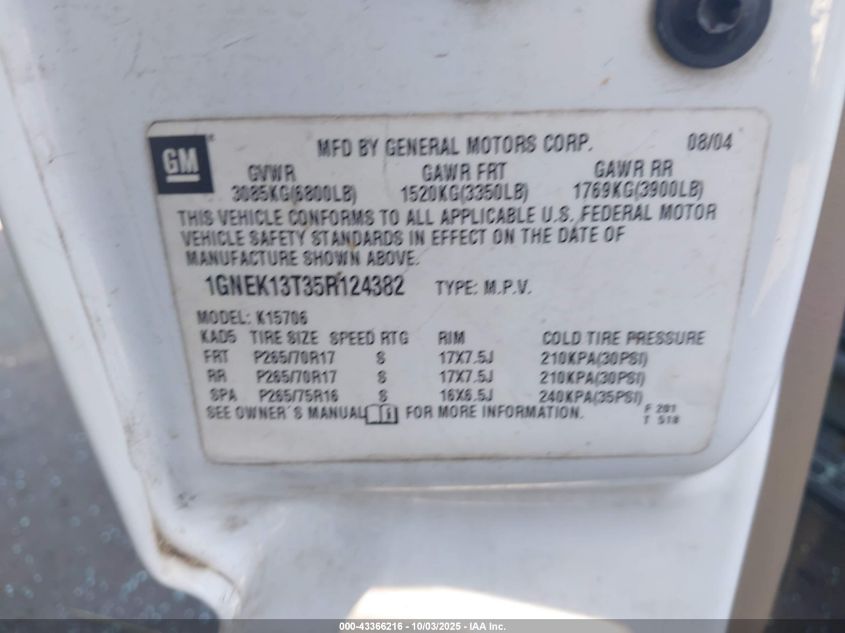 GM
MFD BY GENERAL MOTORS CORP. 08/04
GVWR GAWR FRT GAWR RR
3085KG(6800LB) 1520KG(3350LB) 1769KG(3900LB)
THIS VEHICLE CONFORMS TO ALL APPLICABLE U.S. FEDERAL MOTOR
VEHICLE SAFETY STANDARDS IN EFFECT ON THE DATE OF
MANUFACTURE SHOWN ABOVE.
1GNEK13T35R124382 TYPE: M.P.V.
MODEL: K15706
KAD5 TIRE SIZE SPEED RTG RIM COLD TIRE PRESSURE
FRT P265/70R17 S 17X7.5J 210KPA(30PSI)
RR P265/70R17 S 17X7.5J 210KPA(30PSI)
SPA P265/75R16 S 16X6.5J 240KPA(35PSI)
SEE OWNER'S MANUAL FOR MORE INFORMATION.
F 201
T 518
000-43366216 - 10/03/2025 - IAA Inc.